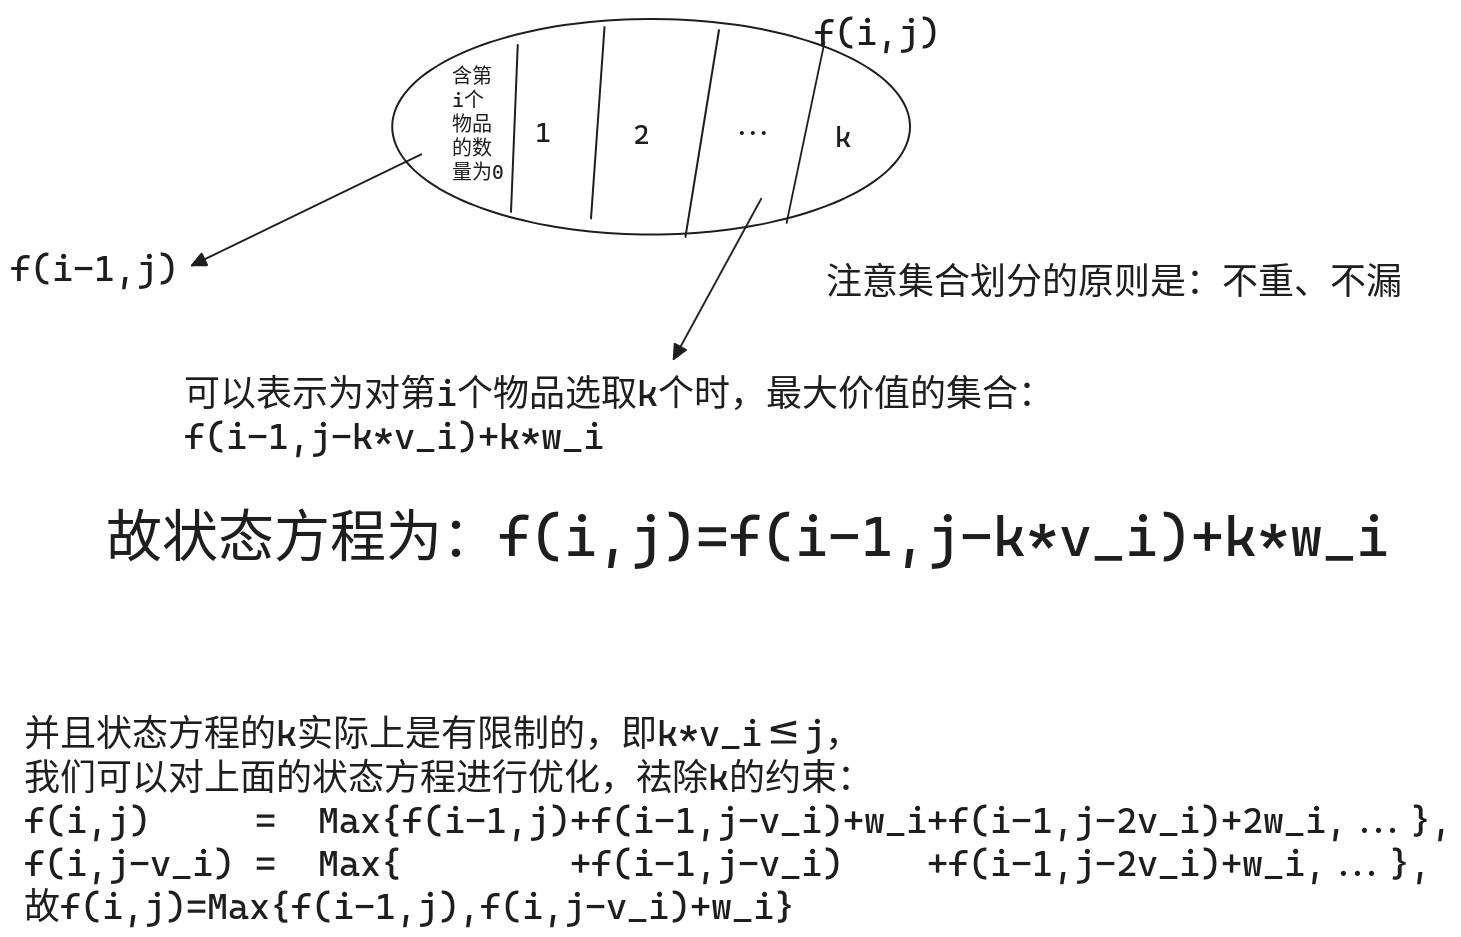 f(i,j)
含第
i个
物品
的数
量为0
1
2
...
k
f(i-1,j)
注意集合划分的原则是：不重、不漏
可以表示为对第i个物品选取k个时，最大价值的集合：
f(i-1,j-k*v_i)+k*w_i
故状态方程为：f(i,j)=f(i-1,j-k*v_i)+k*w_i
并且状态方程的k实际上是有限制的，即k*v_i≤j，
我们可以对上面的状态方程进行优化，祛除k的约束：
f(i,j) = Max{f(i-1,j)+f(i-1,j-v_i)+w_i+f(i-1,j-2v_i)+2w_i, ... },
f(i,j-v_i) = Max{ +f(i-1,j-v_i) +f(i-1,j-2v_i)+w_i, ... },
故f(i,j)=Max{f(i-1,j),f(i,j-v_i)+w_i}